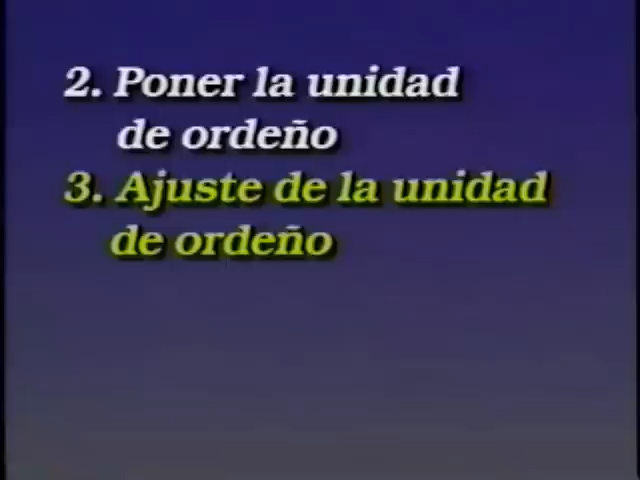 2. Poner la unidad
de ordeño
3. Ajuste de la unidad
de ordeño